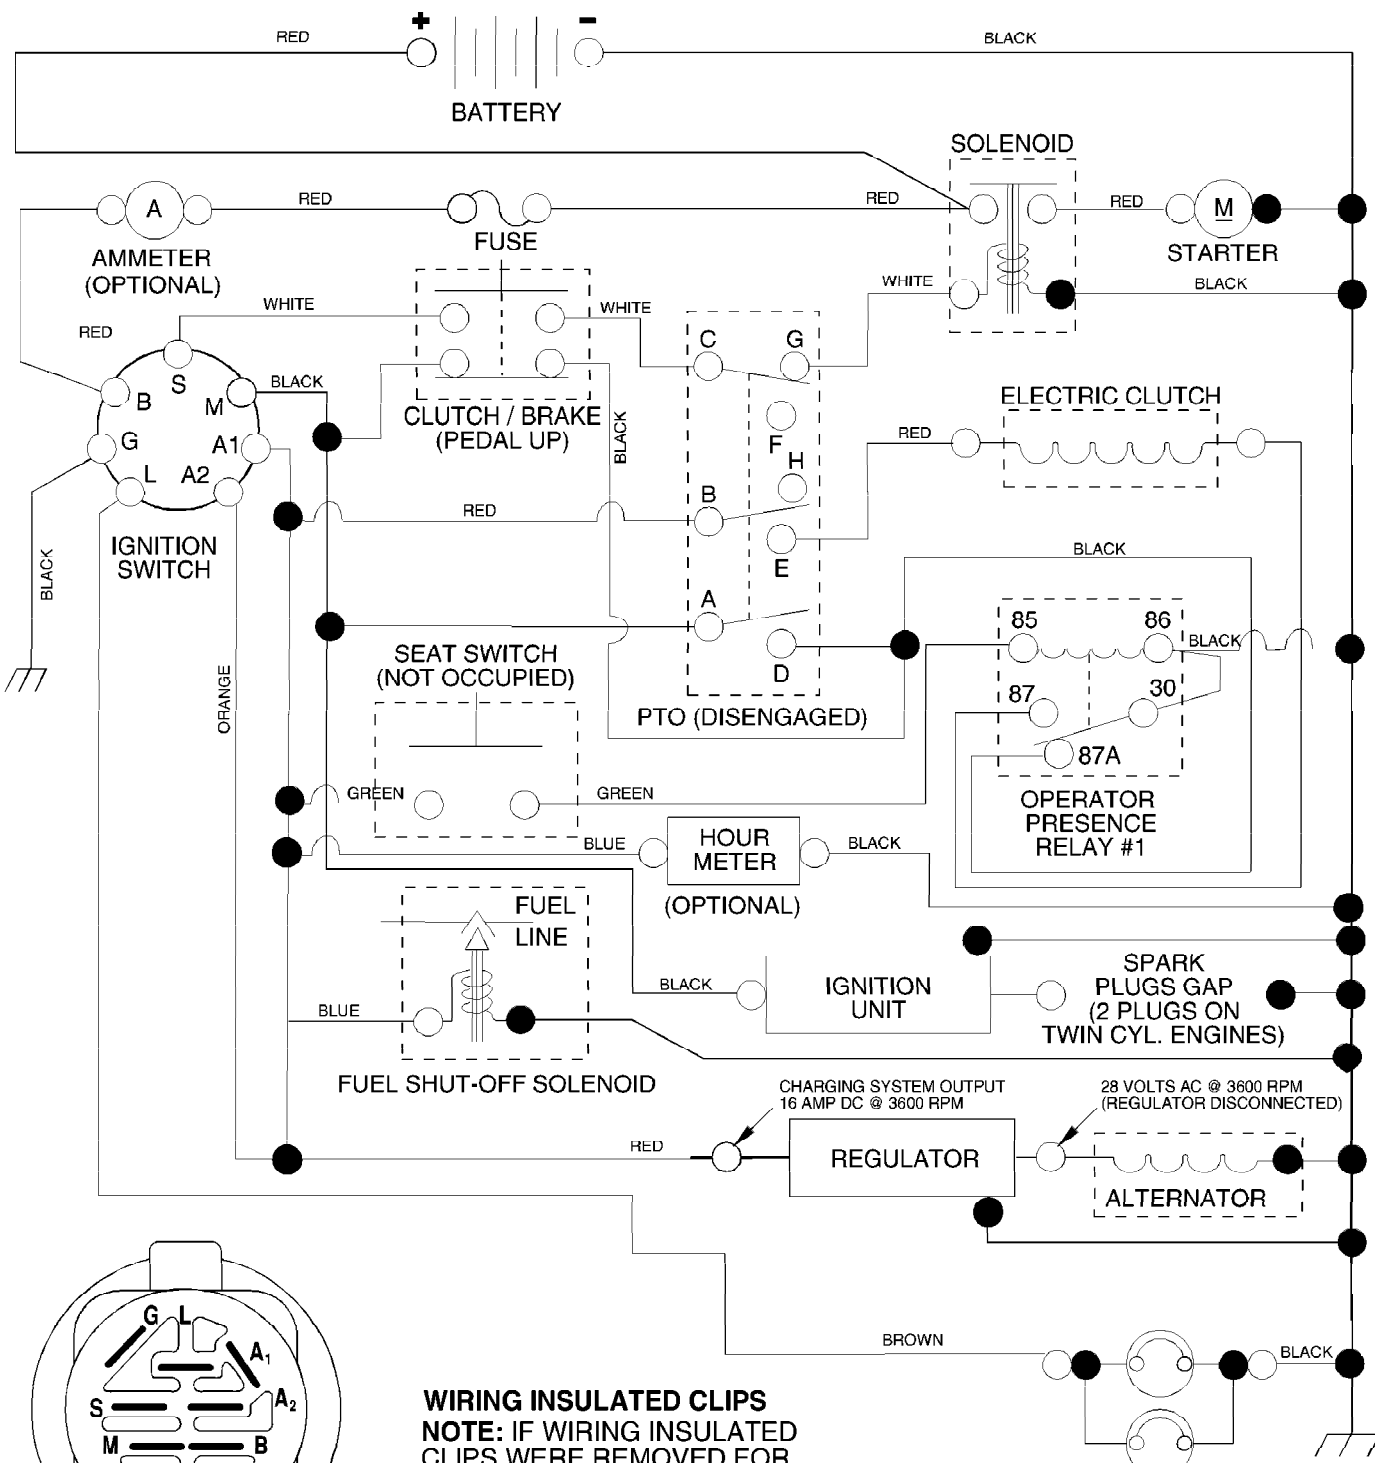 + -
RED
BLACK
BATTERY
SOLENOID
A
RED
RED
RED
M
FUSE
AMMETER
(OPTIONAL)
STARTER
WHITE
BLACK
WHITE
WHITE
RED
C
G
S
B
M
BLACK
CLUTCH / BRAKE
(PEDAL UP)
BLACK
ELECTRIC CLUTCH
F
G
A1
RED
H
L
A2
B
RED
IGNITION
SWITCH
BLACK
E
BLACK
A
85
86
BLACK
SEAT SWITCH
(NOT OCCUPIED)
D
ORANGE
87
30
PTO (DISENGAGED)
87A
GREEN
GREEN
OPERATOR
PRESENCE
RELAY #1
BLUE
HOUR
METER
BLACK
(OPTIONAL)
FUEL
LINE
BLACK
IGNITION
UNIT
SPARK
PLUGS GAP
(2 PLUGS ON
TWIN CYL. ENGINES)
BLUE
FUEL SHUT-OFF SOLENOID
CHARGING SYSTEM OUTPUT
16 AMP DC @ 3600 RPM
28 VOLTS AC @ 3600 RPM
(REGULATOR DISCONNECTED)
RED
REGULATOR
ALTERNATOR
G L
A1
A2
S
M
B
BROWN
BLACK
WIRING INSULATED CLIPS
NOTE: IF WIRING INSULATED
CLIPS WERE REMOVED FOR